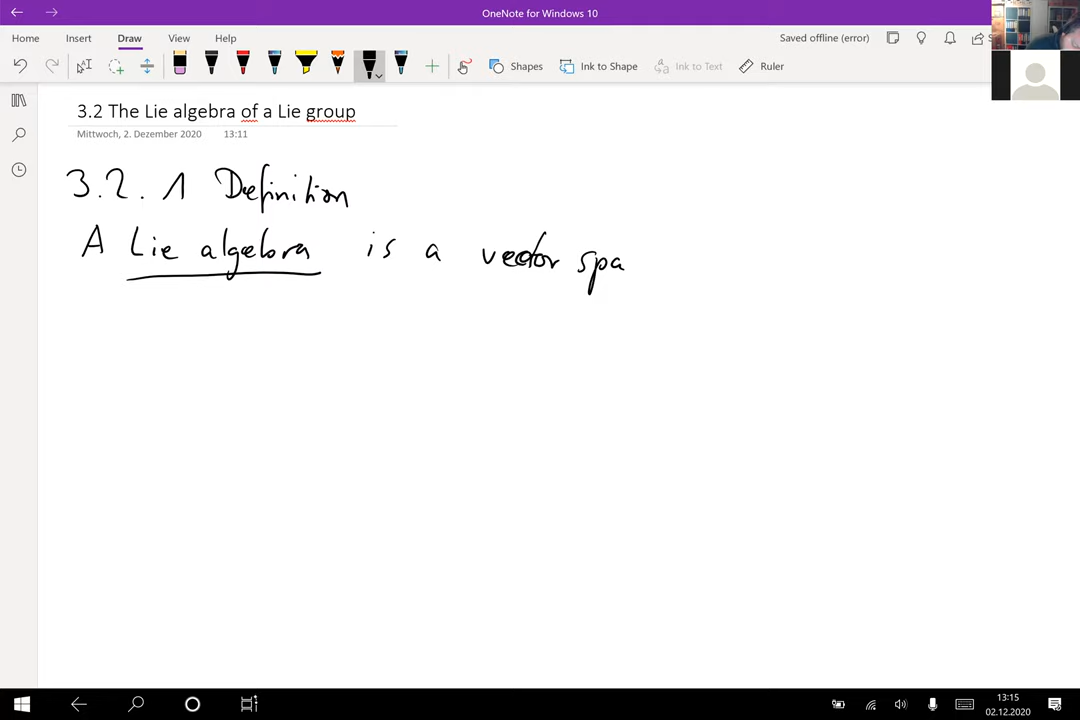 OneNote for Windows 10
Home Insert Draw View Help Saved offline (error)
Shapes Ink to Shape Ink to Text Ruler
3.2 The Lie algebra of a Lie group
Mittwoch, 2. Dezember 2020 13:11
3.2.1 Definition
A Lie algebra is a vector spa
13:15
02.12.2020